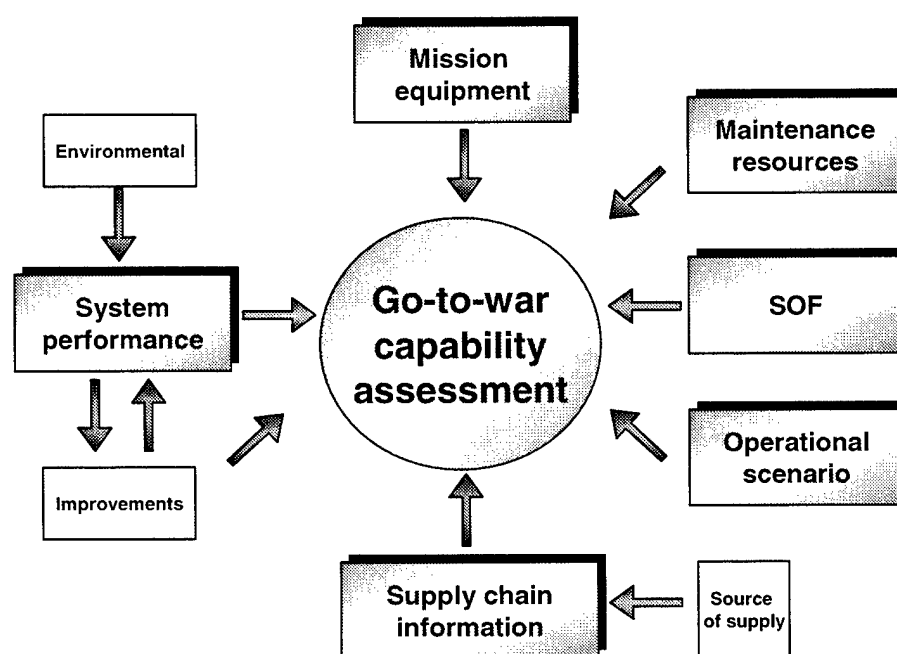 Mission
equipment
Maintenance
resources
Environmental
System
performance
Go-to-war
capability
assessment
SOF
Improvements
Operational
scenario
Supply chain
information
Source
of supply